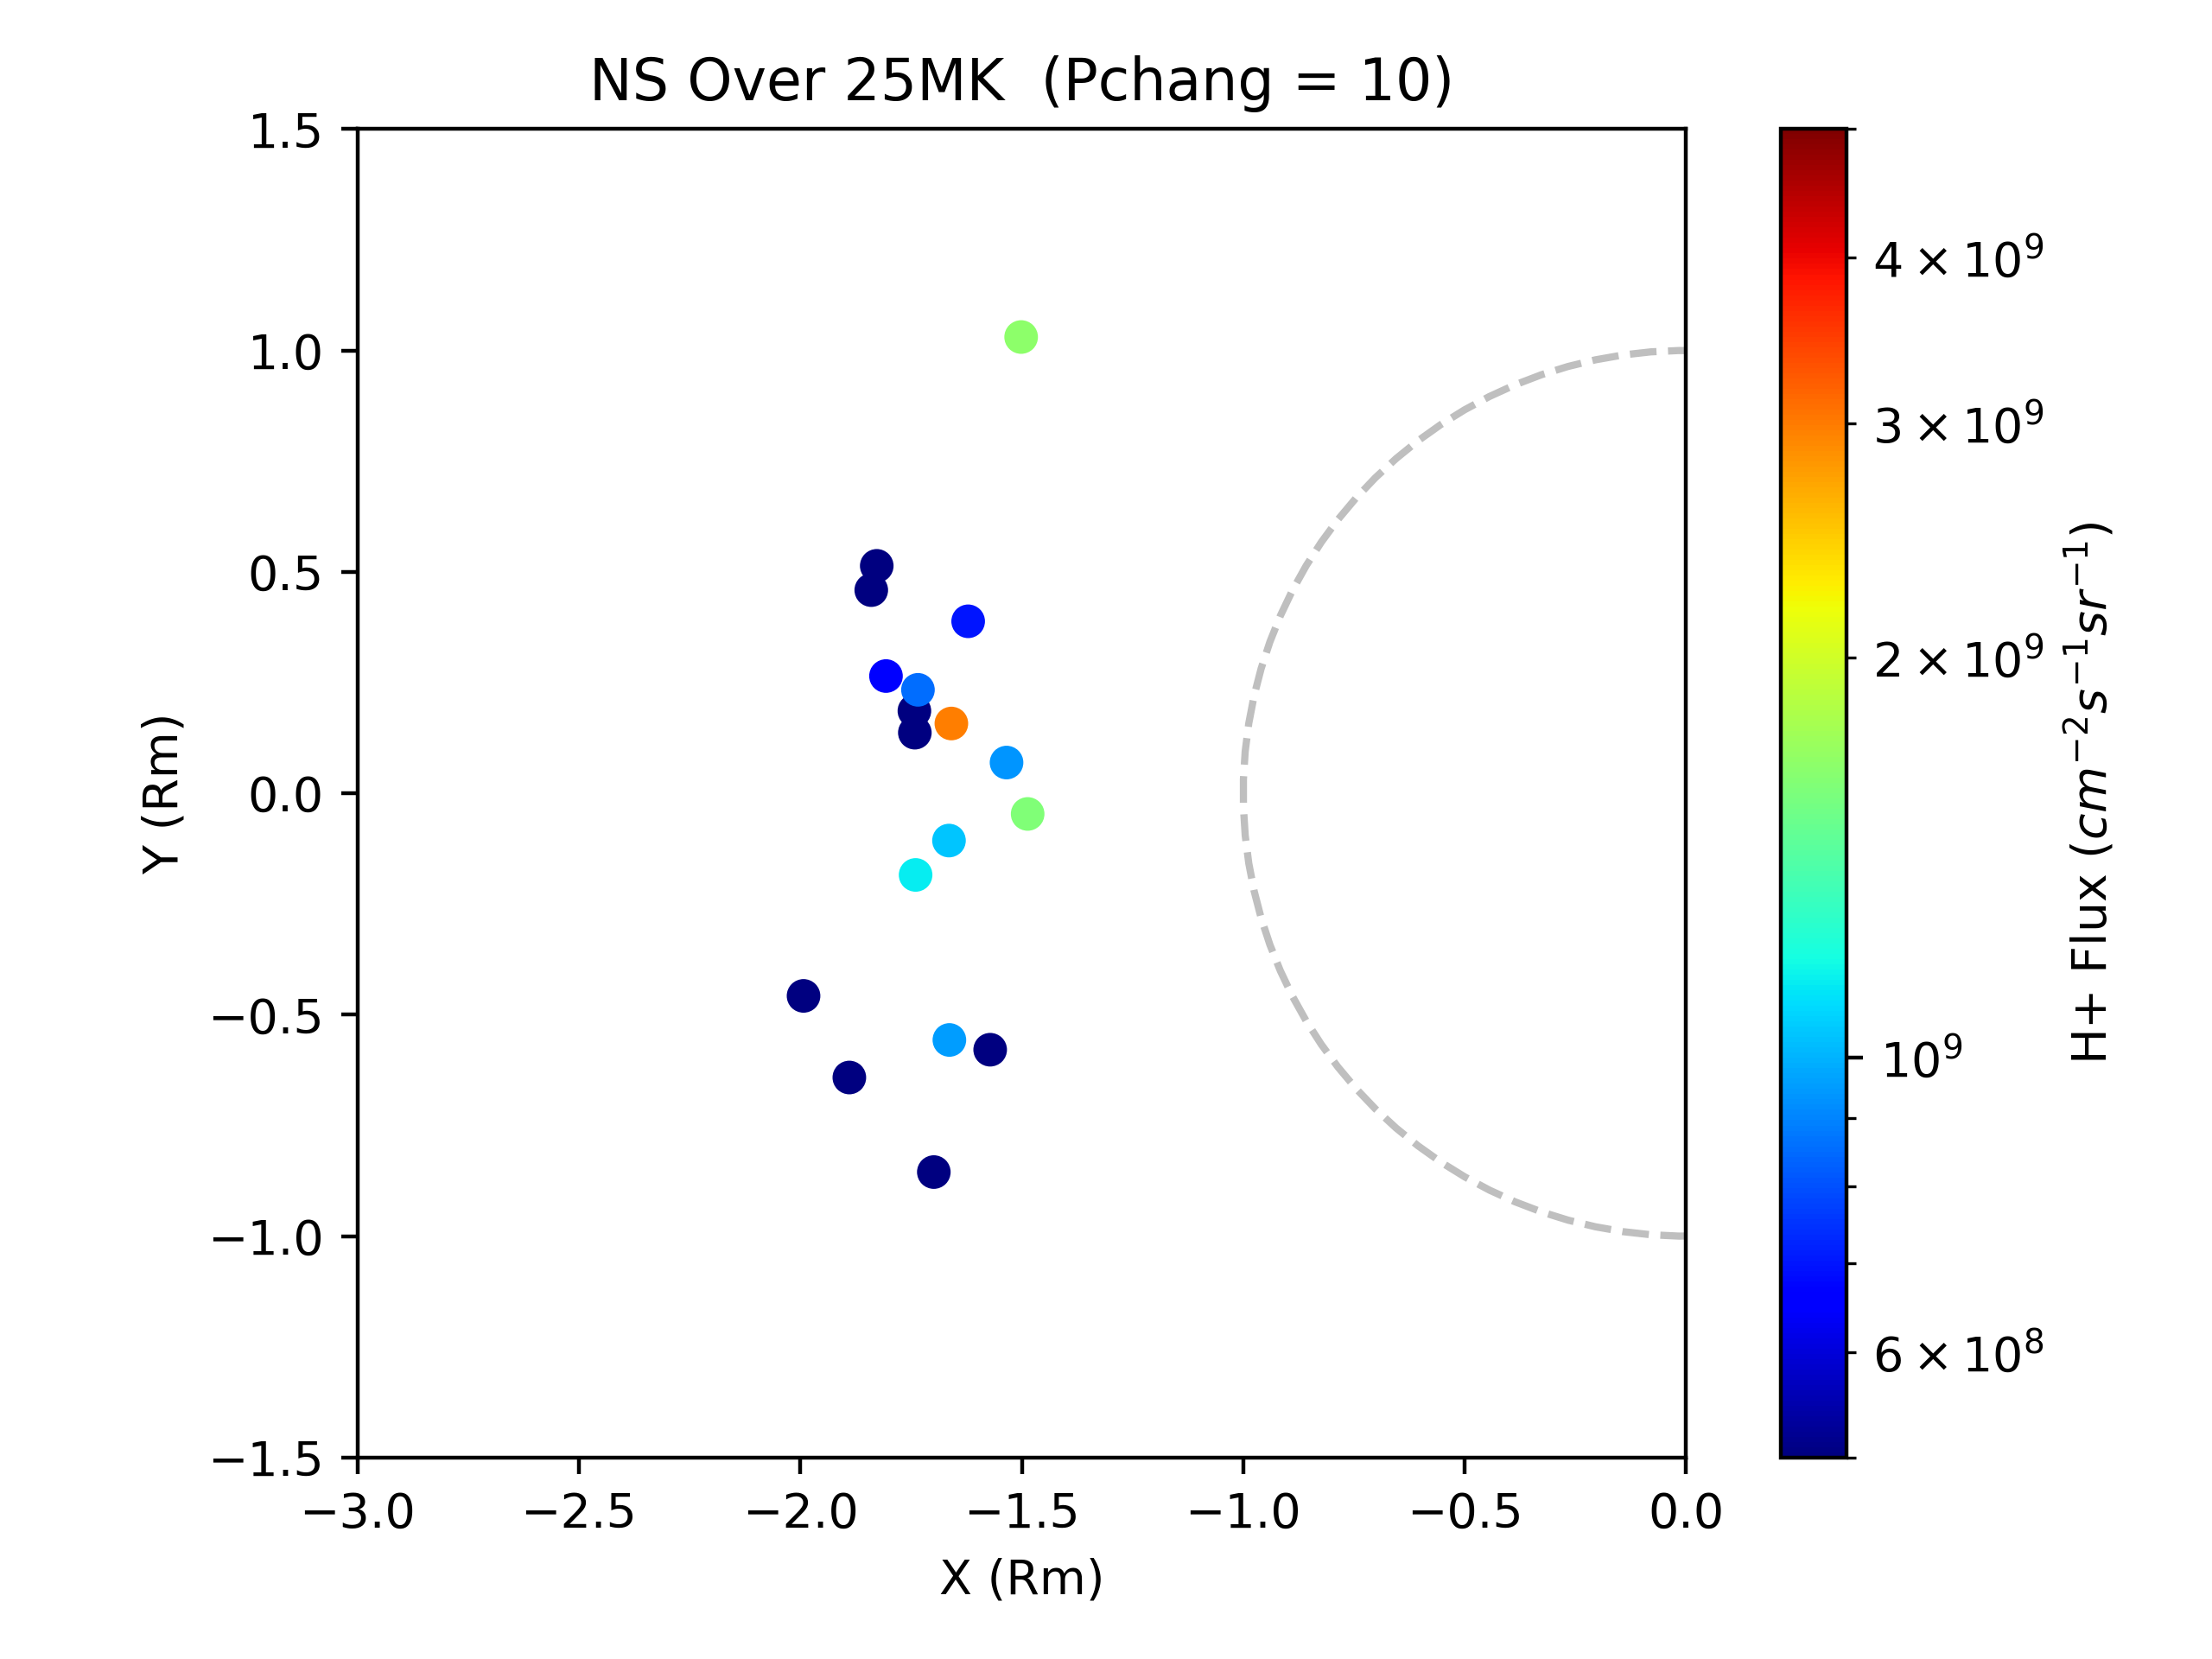 NS Over 25MK  (Pchang = 10)
1.5
1.0
0.5
0.0
−0.5
−1.0
−1.5
Y (Rm)
−3.0 −2.5 −2.0 −1.5 −1.0 −0.5 0.0
X (Rm)
4 × 10⁹
3 × 10⁹
2 × 10⁹
10⁹
6 × 10⁸
H+ Flux (cm⁻²s⁻¹sr⁻¹)